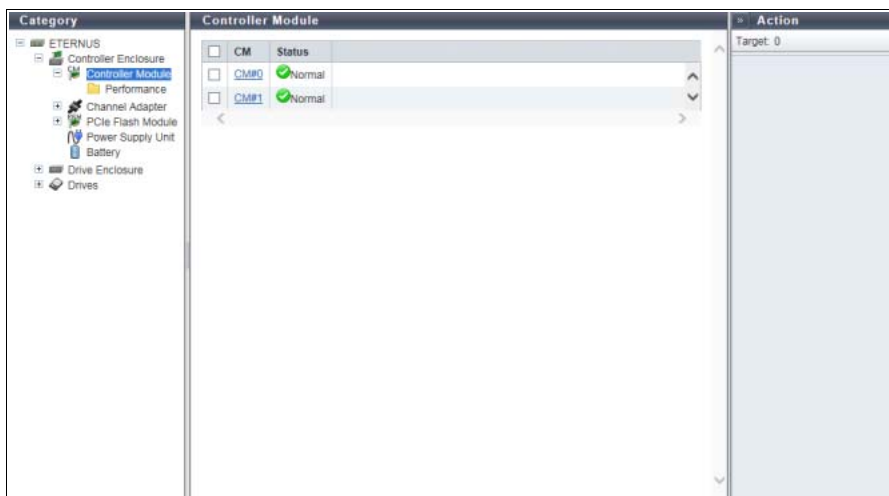 Category
ETERNUS
Controller Enclosure
Controller Module
Performance
Channel Adapter
PCIe Flash Module
Power Supply Unit
Battery
Drive Enclosure
Drives
Controller Module
CM Status
CM#0 Normal
CM#1 Normal
» Action
Target: 0